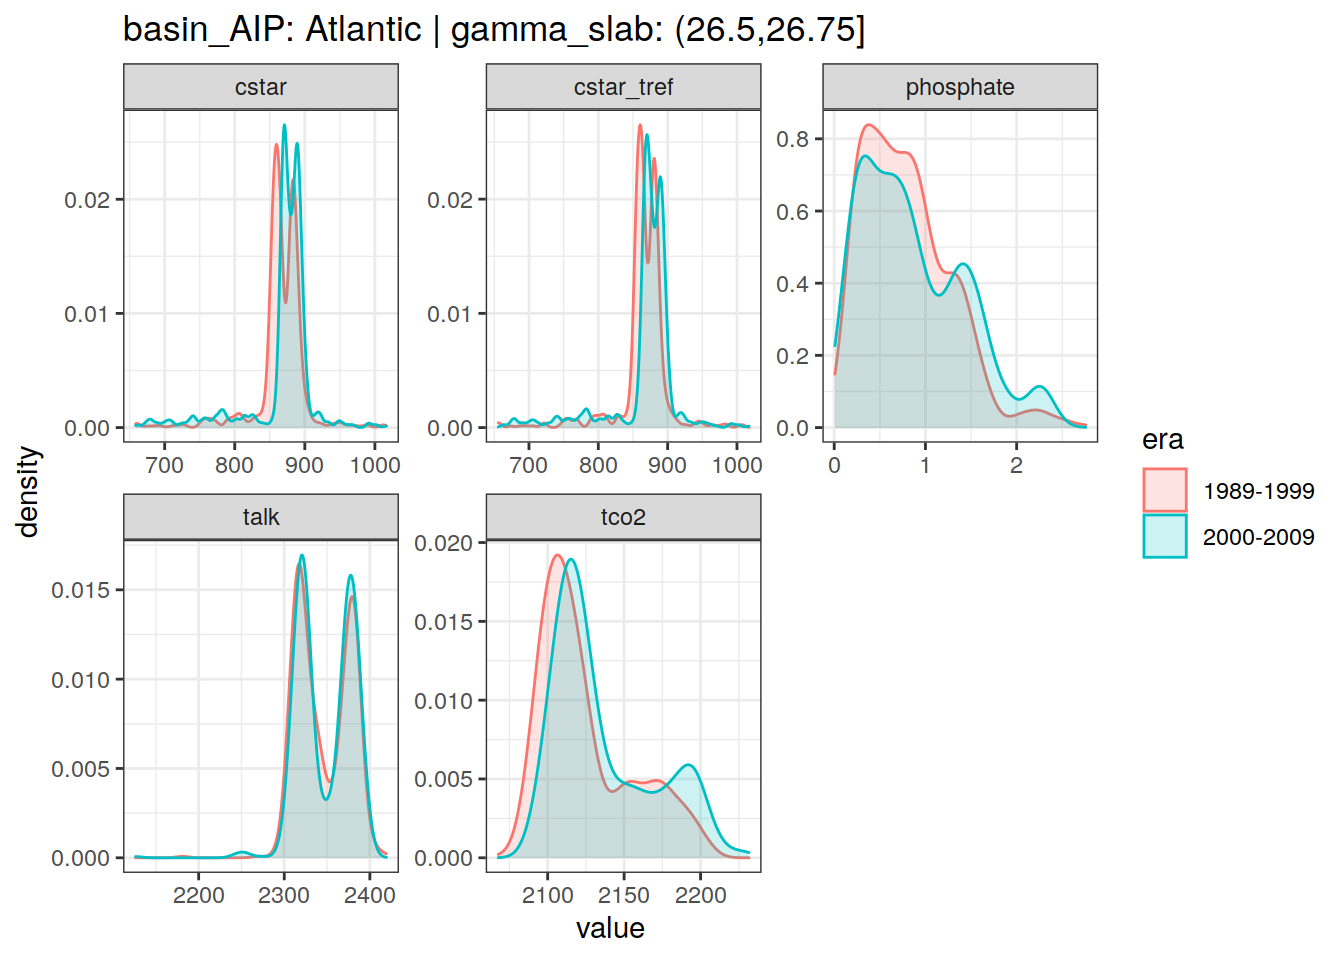 basin_AIP: Atlantic | gamma_slab: (26.5,26.75]
cstar
cstar_tref
phosphate
0.02
0.01
0.00
700 800 900 1000
0.02
0.01
0.00
700 800 900 1000
0.8
0.6
0.4
0.2
0.0
0 1 2
density
talk
tco2
0.015
0.010
0.005
0.000
2200 2300 2400
0.020
0.015
0.010
0.005
0.000
2100 2150 2200
value
era
1989-1999
2000-2009